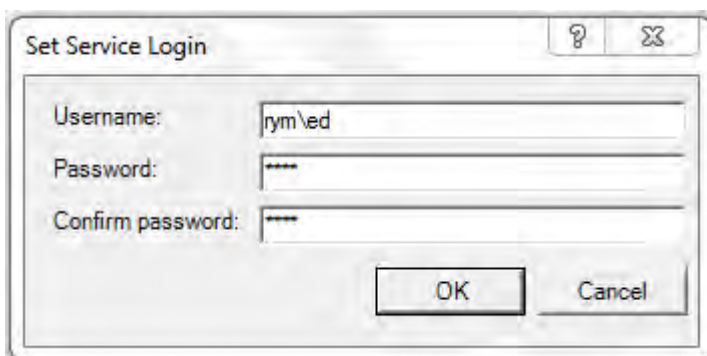 Set Service Login
Username: rym\ed
Password: ****
Confirm password: ****
OK Cancel